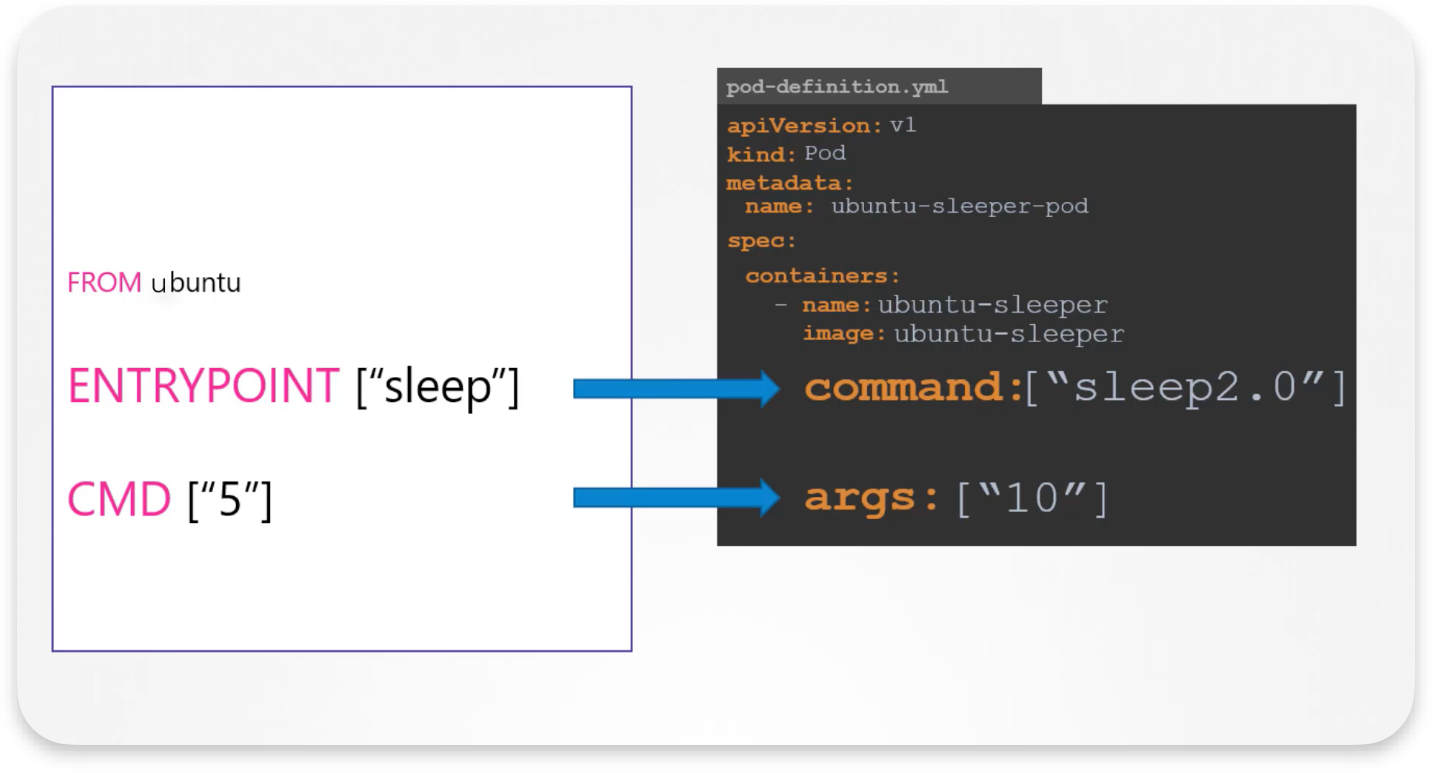 FROM ubuntu
ENTRYPOINT [“sleep”]
CMD [“5”]
pod-definition.yml
apiVersion: v1
kind: Pod
metadata:
name: ubuntu-sleeper-pod
spec:
containers:
- name: ubuntu-sleeper
image: ubuntu-sleeper
command:[“sleep2.0”]
args: [“10”]